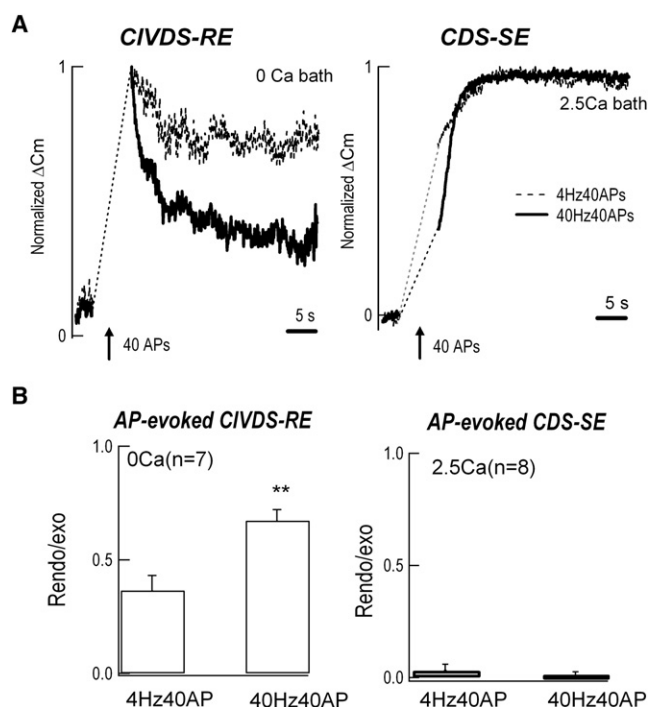 A
CIVDS-RE
CDS-SE
1
0 Ca bath
Normalized ΔCm
0
40 APs
5 s
1
2.5Ca bath
4Hz40APs
40Hz40APs
Normalized ΔCm
0
40 APs
5 s
B
AP-evoked CIVDS-RE
AP-evoked CDS-SE
1.0
0Ca(n=7)
**
0.5
Rendo/exo
0.0
4Hz40AP
40Hz40AP
1.0
2.5Ca(n=8)
0.5
Rendo/exo
0.0
4Hz40AP
40Hz40AP